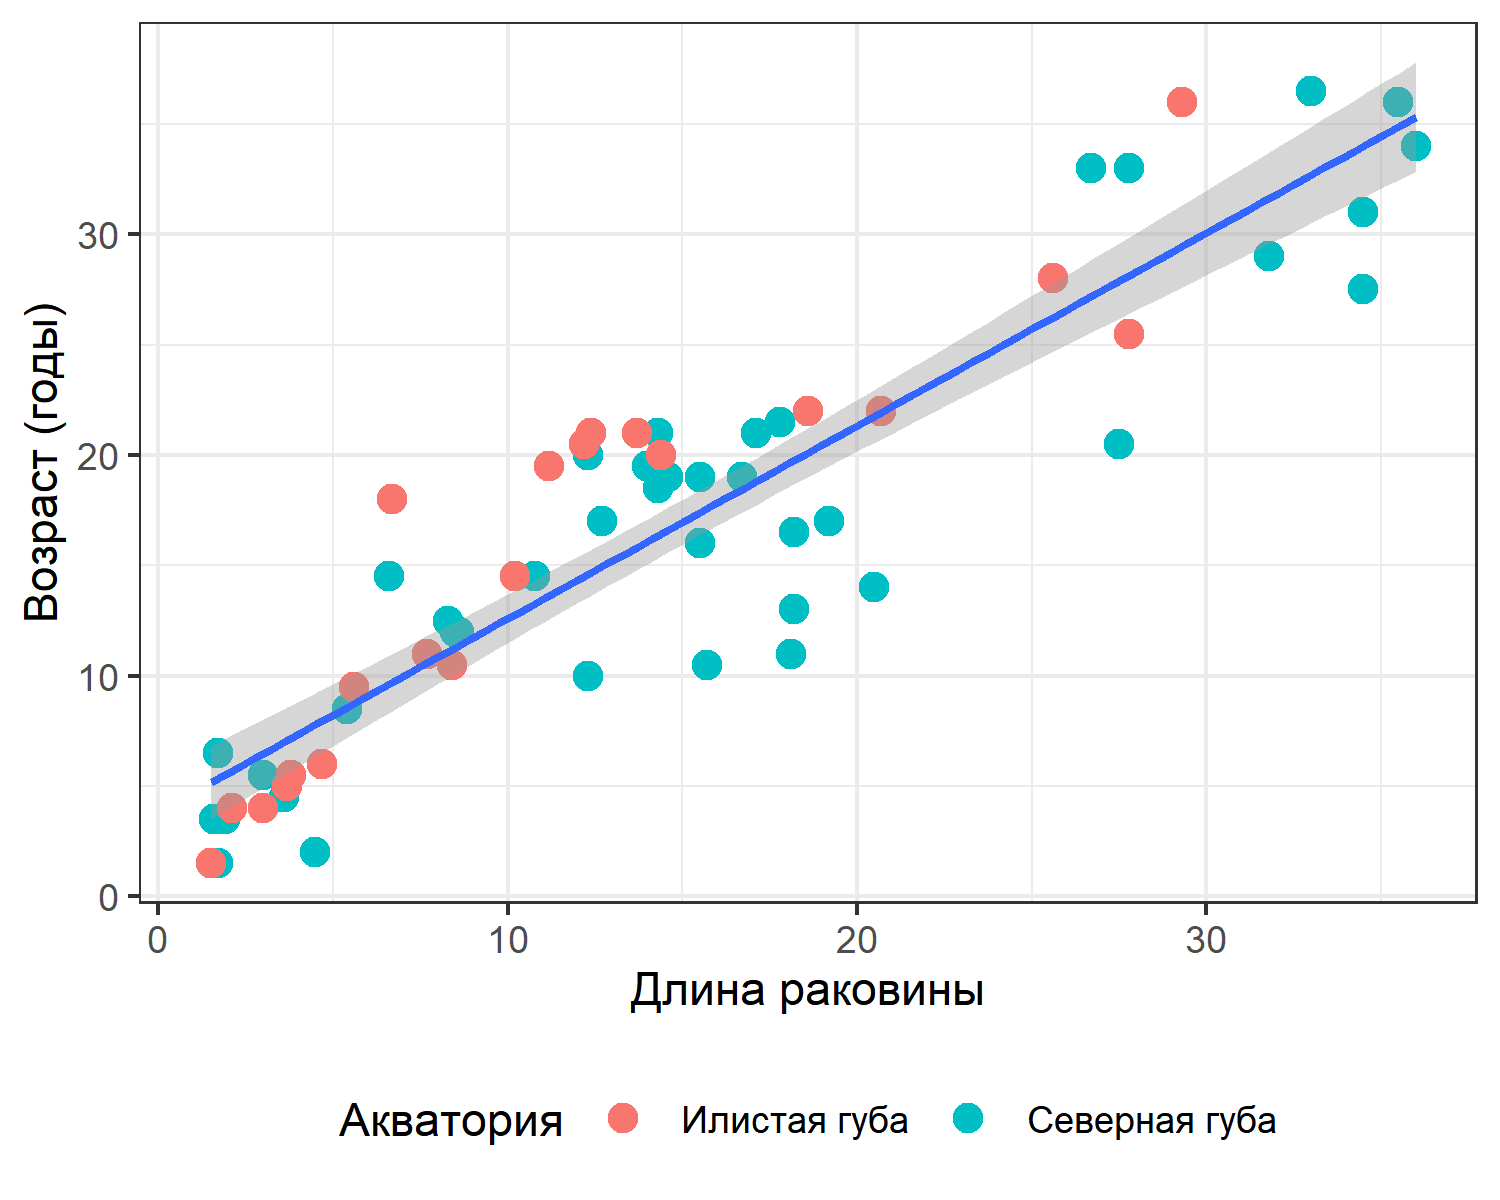 Возраст (годы)
30
20
10
0
0 10 20 30
Длина раковины
Акватория Илистая губа Северная губа